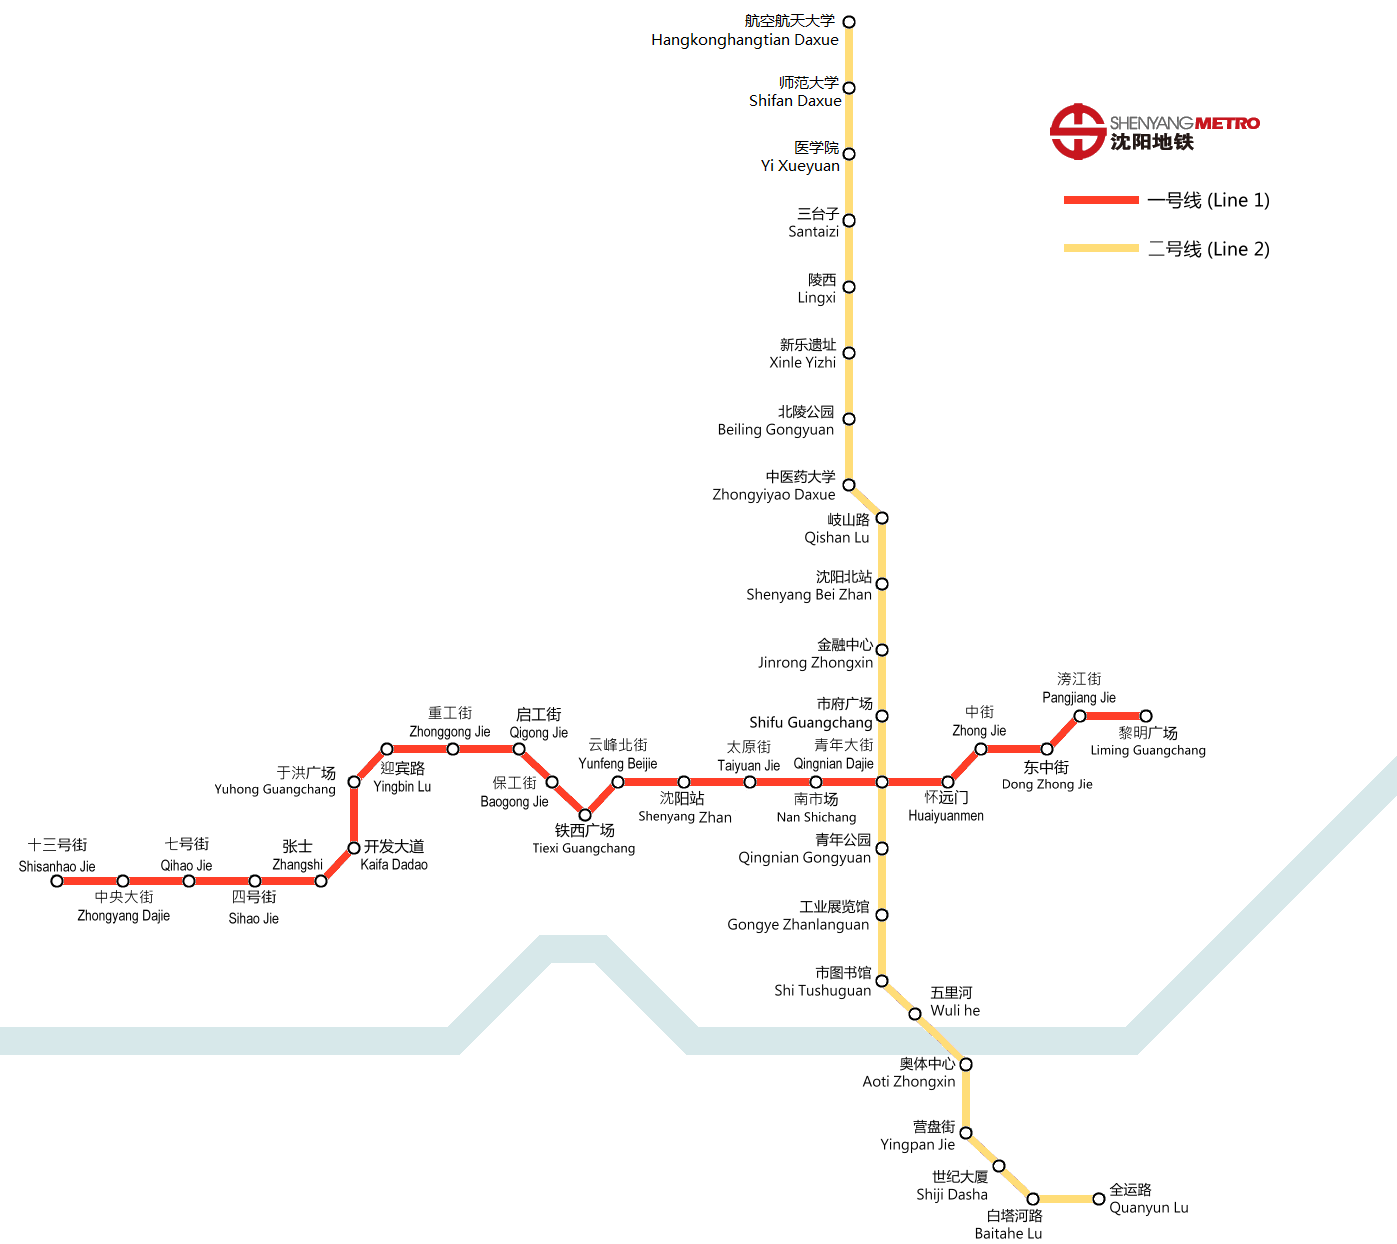 航空航天大学
Hangkonghangtian Daxue
师范大学
Shifan Daxue
SHENYANG METRO
沈阳地铁
医学院
Yi Xueyuan
一号线 (Line 1)
三台子
Santaizi
二号线 (Line 2)
陵西
Lingxi
新乐遗址
Xinle Yizhi
北陵公园
Beiling Gongyuan
中医药大学
Zhongyiyao Daxue
岐山路
Qishan Lu
沈阳北站
Shenyang Bei Zhan
金融中心
Jinrong Zhongxin
市府广场
Shifu Guangchang
十三号街
Shisanhao Jie
中央大街
Zhongyang Dajie
七号街
Qihao Jie
四号街
Sihao Jie
张士
Zhangshi
开发大道
Kaifa Dadao
于洪广场
Yuhong Guangchang
迎宾路
Yingbin Lu
重工街
Zhonggong Jie
启工街
Qigong Jie
保工街
Baogong Jie
铁西广场
Tiexi Guangchang
云峰北街
Yunfeng Beijie
沈阳站
Shenyang Zhan
太原街
Taiyuan Jie
南市场
Nan Shichang
青年大街
Qingnian Dajie
怀远门
Huaiyuanmen
中街
Zhong Jie
东中街
Dong Zhong Jie
滂江街
Pangjiang Jie
黎明广场
Liming Guangchang
青年公园
Qingnian Gongyuan
工业展览馆
Gongye Zhanlanguan
市图书馆
Shi Tushuguan
五里河
Wuli he
奥体中心
Aoti Zhongxin
营盘街
Yingpan Jie
世纪大厦
Shiji Dasha
白塔河路
Baitahe Lu
全运路
Quanyun Lu